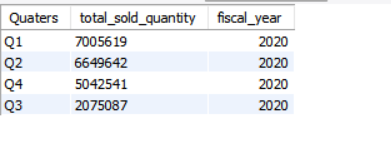 Quaters total_sold_quantity fiscal_year
Q1 7005619 2020
Q2 6649642 2020
Q4 5042541 2020
Q3 2075087 2020